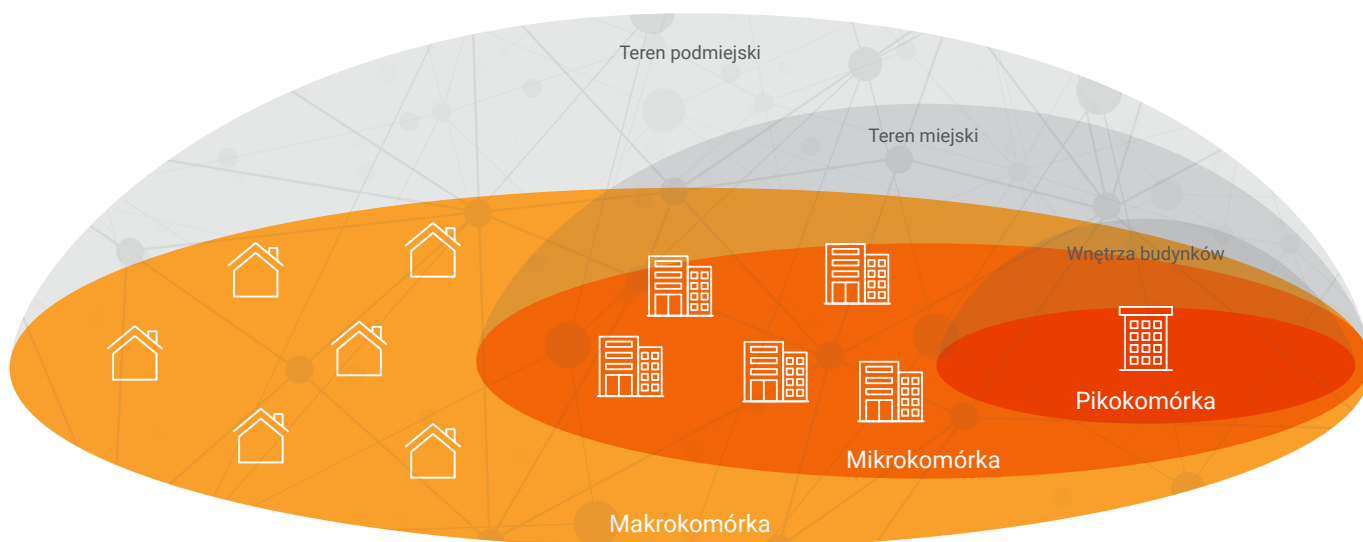 Teren podmiejski
Teren miejski
Wnętrza budynków
Pikokomórka
Mikrokomórka
Makrokomórka